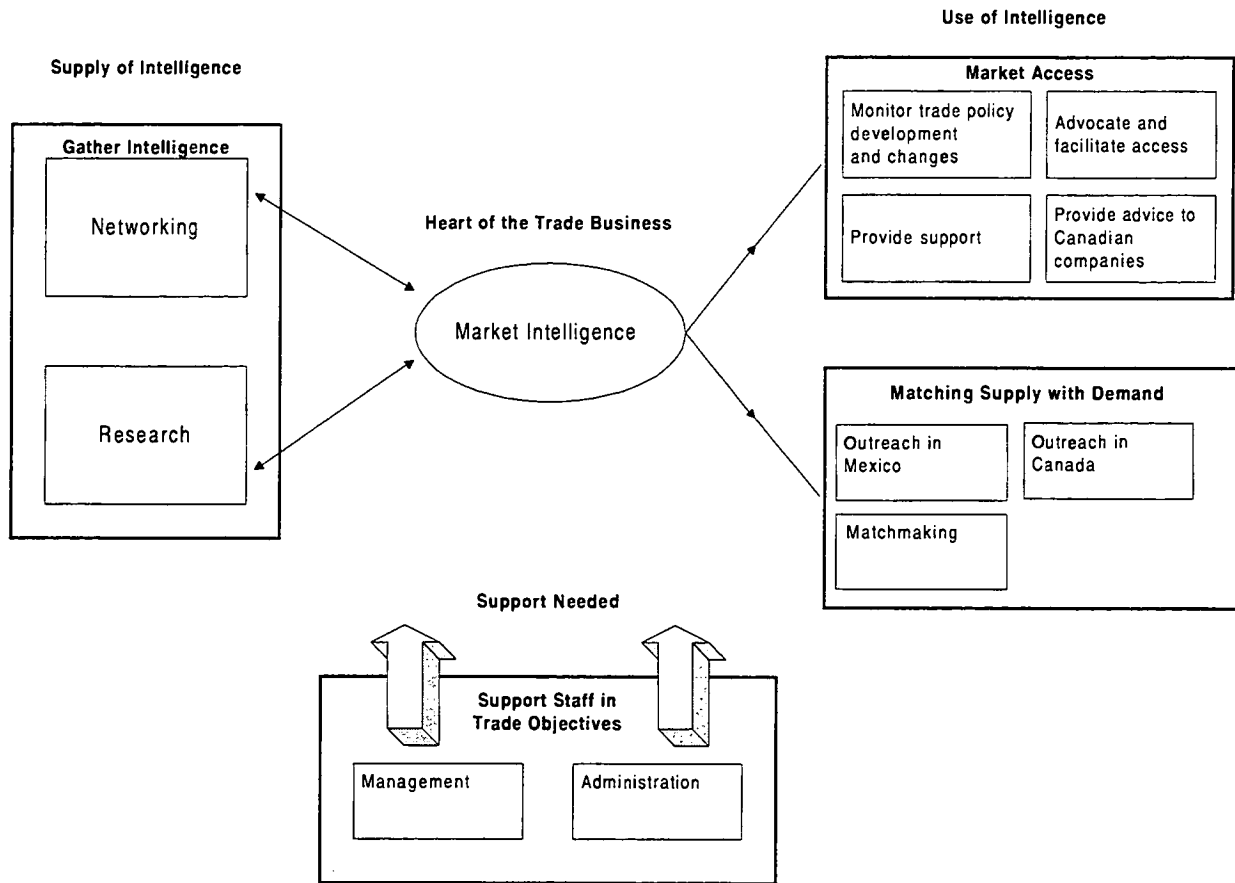 Supply of Intelligence
Gather Intelligence
Networking
Research
Heart of the Trade Business
Market Intelligence
Use of Intelligence
Market Access
Monitor trade policy
development
and changes
Advocate and
facilitate access
Provide support
Provide advice to
Canadian
companies
Matching Supply with Demand
Outreach in
Mexico
Outreach in
Canada
Matchmaking
Support Needed
Support Staff in
Trade Objectives
Management
Administration